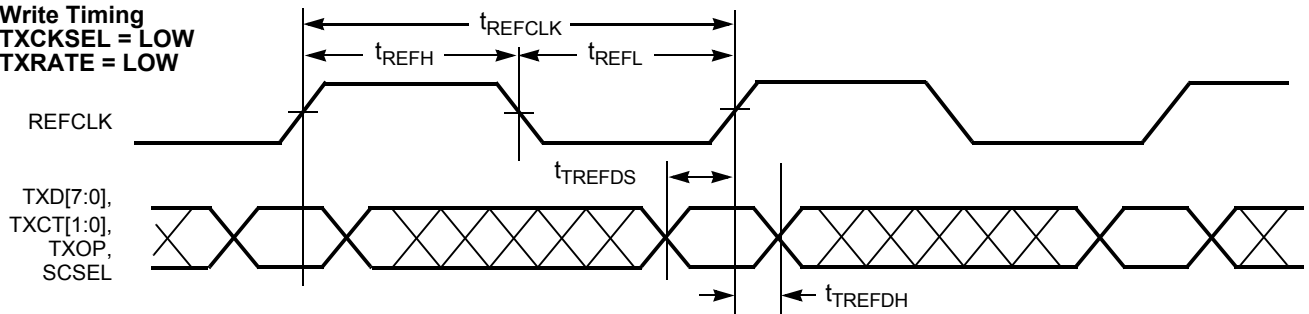 Write Timing
TXCKSEL = LOW
TXRATE = LOW
tREFCLK
tREFH
tREFL
REFCLK
tTREFDS
TXD[7:0],
TXCT[1:0],
TXOP,
SCSEL
tTREFDH